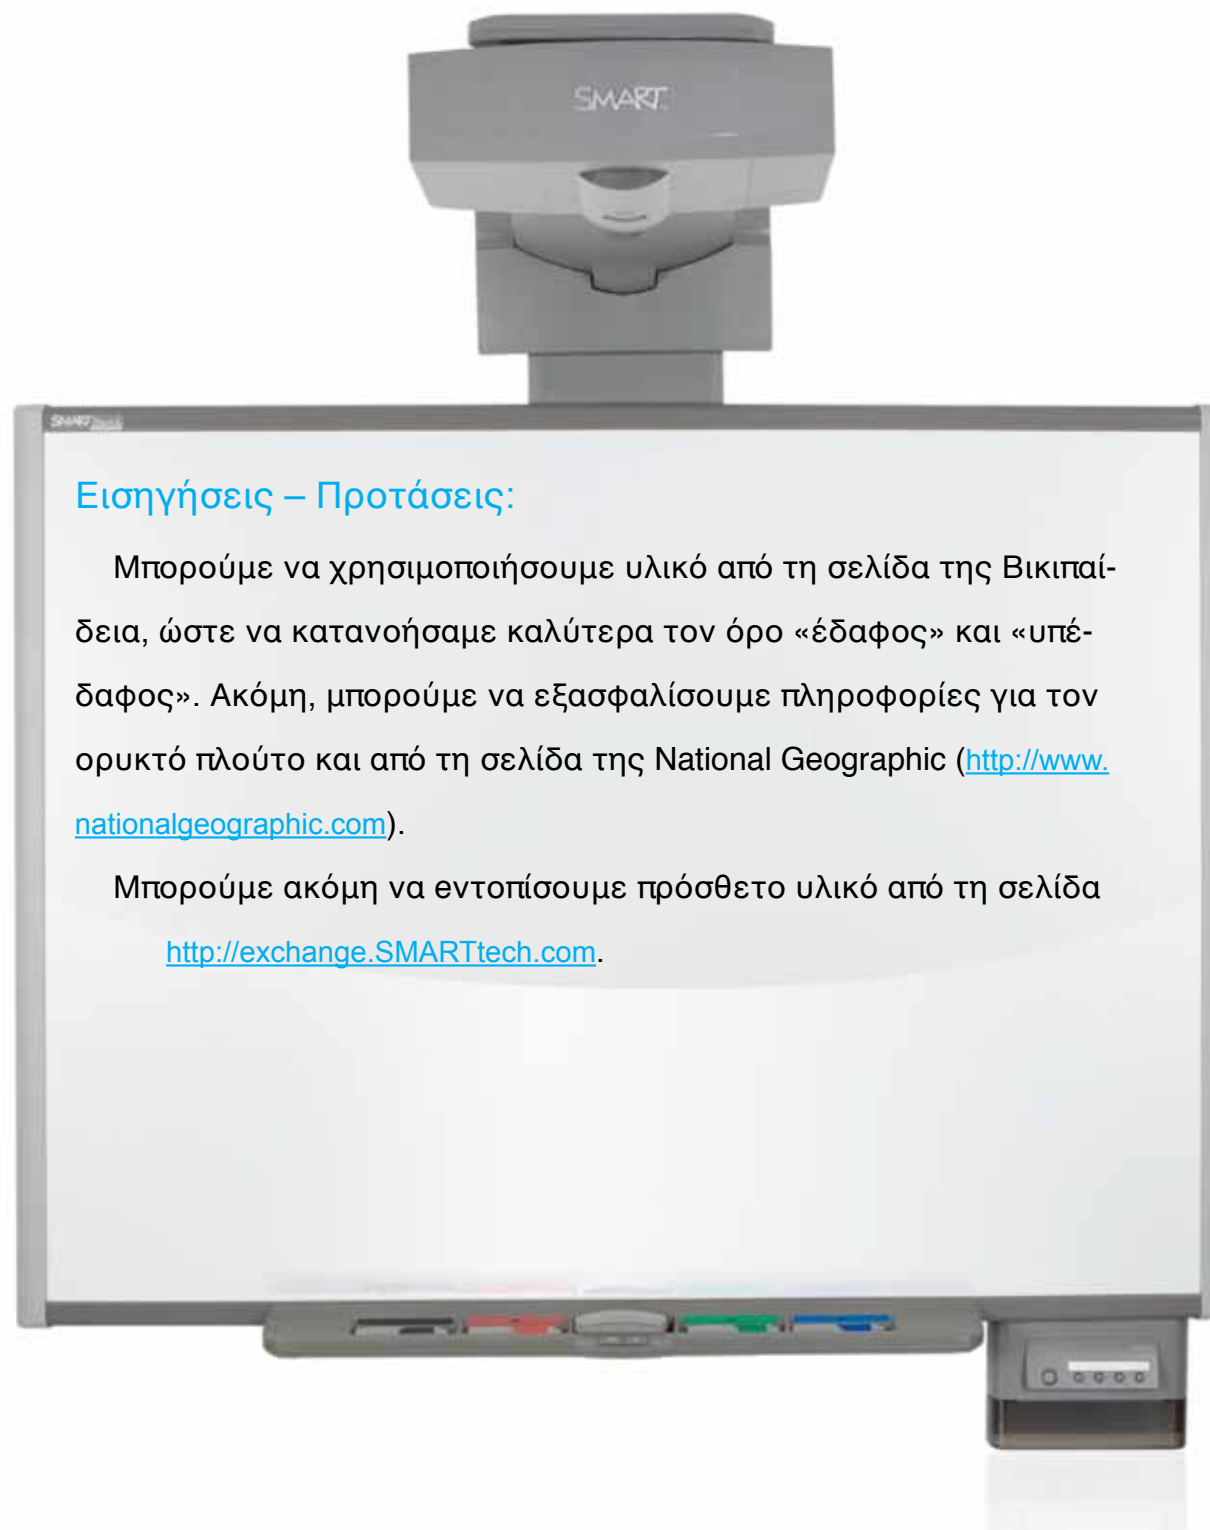 SMART
SMART
Εισηγήσεις – Προτάσεις:
Μπορούμε να χρησιμοποιήσουμε υλικό από τη σελίδα της Βικιπαί-
δεια, ώστε να κατανοήσαμε καλύτερα τον όρο «έδαφος» και «υπέ-
δαφος». Ακόμη, μπορούμε να εξασφαλίσουμε πληροφορίες για τον
ορυκτό πλούτο και από τη σελίδα της National Geographic (http://www.
nationalgeographic.com).
Μπορούμε ακόμη να εντοπίσουμε πρόσθετο υλικό από τη σελίδα
http://exchange.SMARTtech.com.